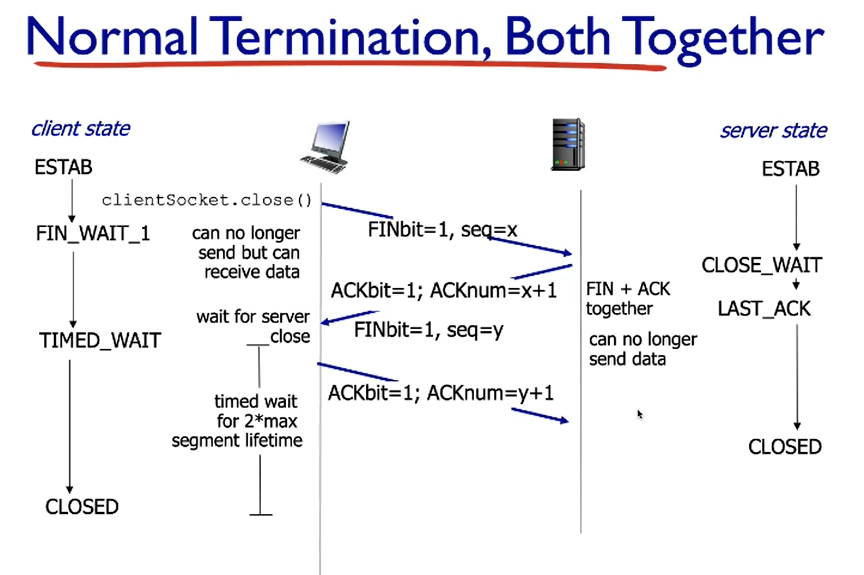 Normal Termination, Both Together
client state
server state
ESTAB
ESTAB
clientSocket.close()
FIN_WAIT_1
can no longer
send but can
receive data
FINbit=1, seq=x
CLOSE_WAIT
ACKbit=1; ACKnum=x+1
FIN + ACK
together
LAST_ACK
wait for server
close
FINbit=1, seq=y
TIMED_WAIT
can no longer
send data
ACKbit=1; ACKnum=y+1
timed wait
for 2*max
segment lifetime
CLOSED
CLOSED